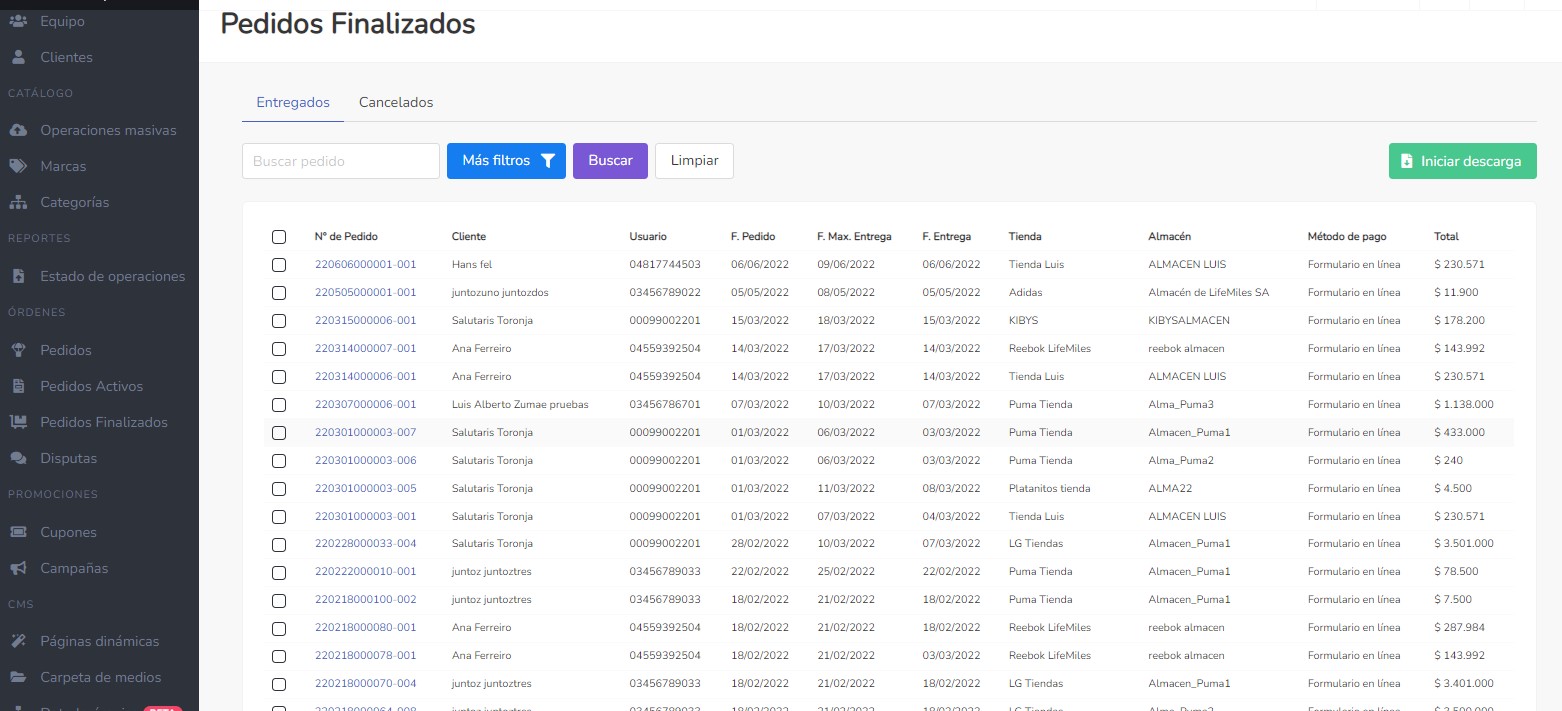 Equipo
Clientes
CATÁLOGO
Operaciones masivas
Marcas
Categorías
REPORTES
Estado de operaciones
ÓRDENES
Pedidos
Pedidos Activos
Pedidos Finalizados
Disputas
PROMOCIONES
Cupones
Campañas
CMS
Páginas dinámicas
Carpeta de medios
Pedidos Finalizados
Entregados Cancelados
Buscar pedido Más filtros Buscar Limpiar Iniciar descarga
N° de Pedido Cliente Usuario F. Pedido F. Max. Entrega F. Entrega Tienda Almacén Método de pago Total
220606000001-001 Hans fel 04817744503 06/06/2022 09/06/2022 06/06/2022 Tienda Luis ALMACEN LUIS Formulario en línea $ 230.571
220505000001-001 juntozuno juntozdos 03456789022 05/05/2022 08/05/2022 05/05/2022 Adidas Almacén de LifeMiles SA Formulario en línea $ 11.900
220315000006-001 Salutaris Toronja 00099002201 15/03/2022 18/03/2022 15/03/2022 KIBYS KIBYSALMACEN Formulario en línea $ 178.200
220314000007-001 Ana Ferreiro 04559392504 14/03/2022 17/03/2022 14/03/2022 Reebok LifeMiles reebok almacen Formulario en línea $ 143.992
220314000006-001 Ana Ferreiro 04559392504 14/03/2022 17/03/2022 14/03/2022 Tienda Luis ALMACEN LUIS Formulario en línea $ 230.571
220307000006-001 Luis Alberto Zumae pruebas 03456786701 07/03/2022 10/03/2022 07/03/2022 Puma Tienda Alma_Puma3 Formulario en línea $ 1.138.000
220301000003-007 Salutaris Toronja 00099002201 01/03/2022 06/03/2022 03/03/2022 Puma Tienda Almacen_Puma1 Formulario en línea $ 433.000
220301000003-006 Salutaris Toronja 00099002201 01/03/2022 06/03/2022 03/03/2022 Puma Tienda Alma_Puma2 Formulario en línea $ 240
220301000003-005 Salutaris Toronja 00099002201 01/03/2022 11/03/2022 08/03/2022 Platanitos tienda ALMA22 Formulario en línea $ 4.500
220301000003-001 Salutaris Toronja 00099002201 01/03/2022 07/03/2022 04/03/2022 Tienda Luis ALMACEN LUIS Formulario en línea $ 230.571
220228000033-004 Salutaris Toronja 00099002201 28/02/2022 10/03/2022 07/03/2022 LG Tiendas Almacen_Puma1 Formulario en línea $ 3.501.000
220222000010-001 juntoz juntoztres 03456789033 22/02/2022 25/02/2022 22/02/2022 Puma Tienda Almacen_Puma1 Formulario en línea $ 78.500
220218000100-002 juntoz juntoztres 03456789033 18/02/2022 21/02/2022 18/02/2022 Puma Tienda Almacen_Puma1 Formulario en línea $ 7.500
220218000080-001 Ana Ferreiro 04559392504 18/02/2022 21/02/2022 18/02/2022 Reebok LifeMiles reebok almacen Formulario en línea $ 287.984
220218000078-001 Ana Ferreiro 04559392504 18/02/2022 21/02/2022 03/03/2022 Reebok LifeMiles reebok almacen Formulario en línea $ 143.992
220218000070-004 juntoz juntoztres 03456789033 18/02/2022 21/02/2022 18/02/2022 LG Tiendas Almacen_Puma1 Formulario en línea $ 3.401.000